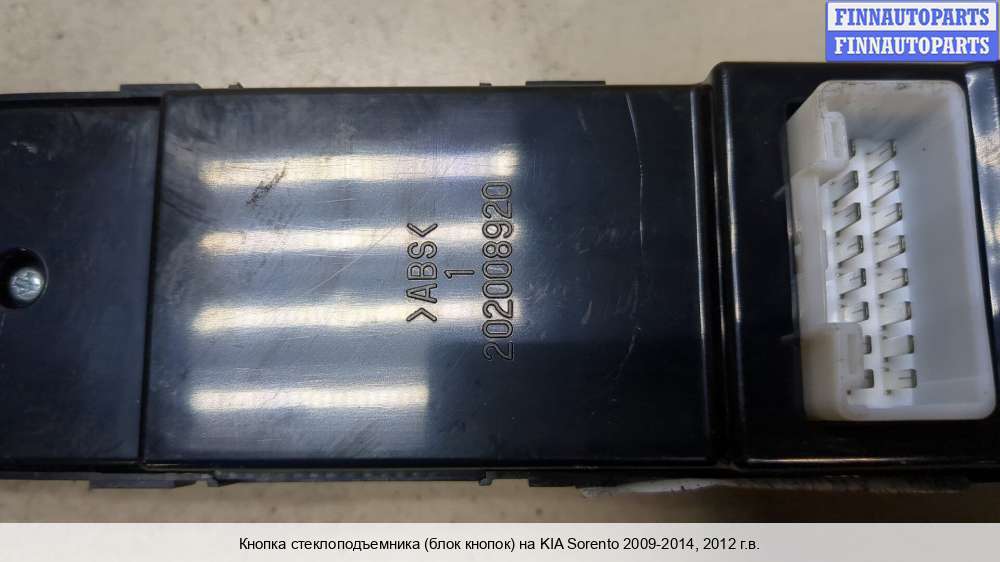 FINNAUTOPARTS
FINNAUTOPARTS
>ABS<
1
202008920
Кнопка стеклоподъемника (блок кнопок) на KIA Sorento 2009-2014, 2012 г.в.